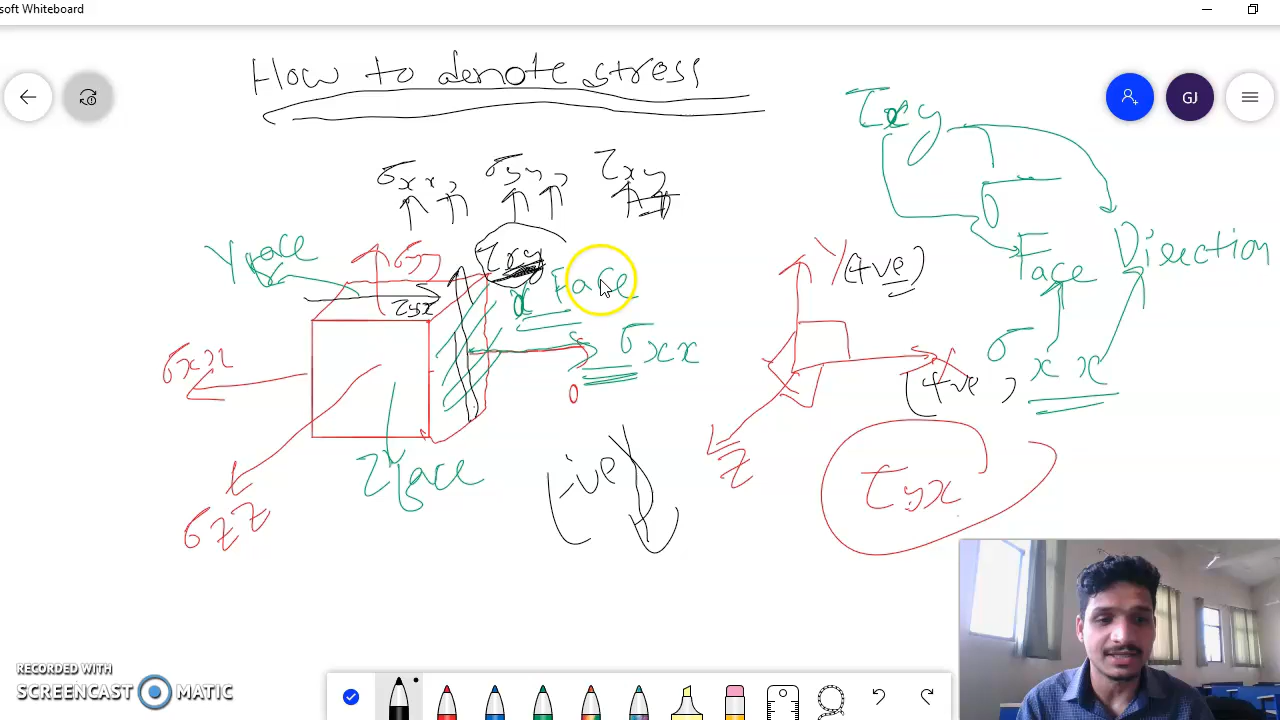 soft Whiteboard
How to denote stress
GJ
τxy
σxx, σyy, τxy
Face Direction
Y Face σyy τxy
Y (+ve)
τyx x Face
σxx σxx
σ x x
(+ve)
Z face (-ve)
Z
σzz
τyx
RECORDED WITH
SCREENCAST MATIC